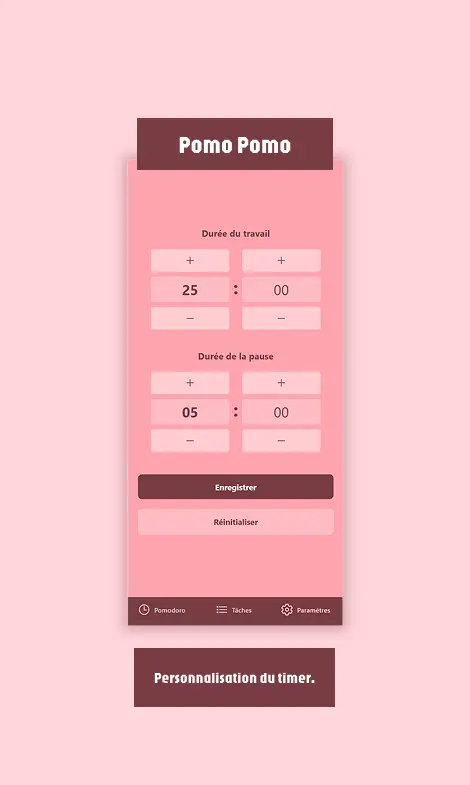 Pomo Pomo
Durée du travail
+ +
25 : 00
− −
Durée de la pause
+ +
05 : 00
− −
Enregistrer
Réinitialiser
Pomodoro Tâches Paramètres
Personnalisation du timer.